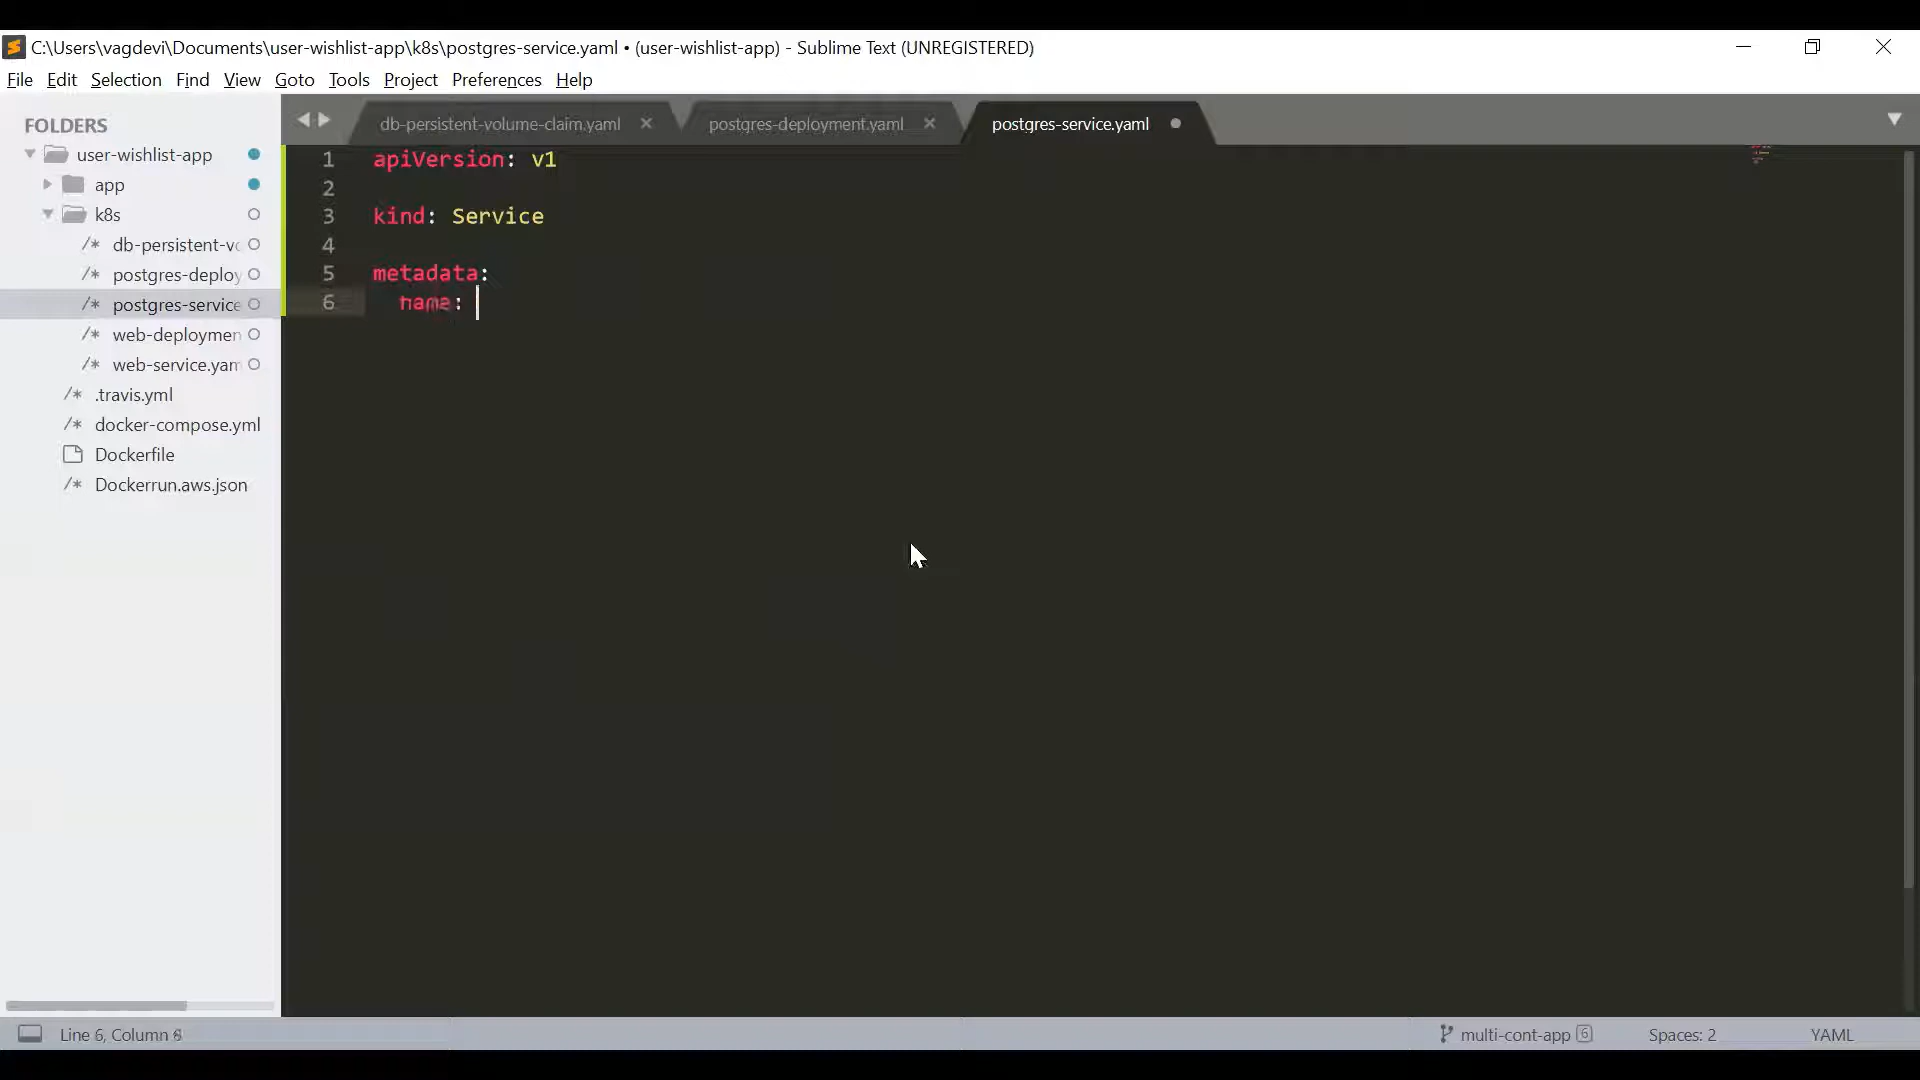 C:\Users\vagdevi\Documents\user-wishlist-app\k8s\postgres-service.yaml • (user-wishlist-app) - Sublime Text (UNREGISTERED)
File Edit Selection Find View Goto Tools Project Preferences Help
FOLDERS
user-wishlist-app
app
k8s
/* db-persistent-vc
/* postgres-deploy
/* postgres-service
/* web-deploymen
/* web-service.yam
/* .travis.yml
/* docker-compose.yml
Dockerfile
/* Dockerrun.aws.json
db-persistent-volume-claim.yaml
postgres-deployment.yaml
postgres-service.yaml
1 apiVersion: v1
2
3 kind: Service
4
5 metadata:
6 name:
Line 6, Column
multi-cont-app 6
Spaces: 2
YAML